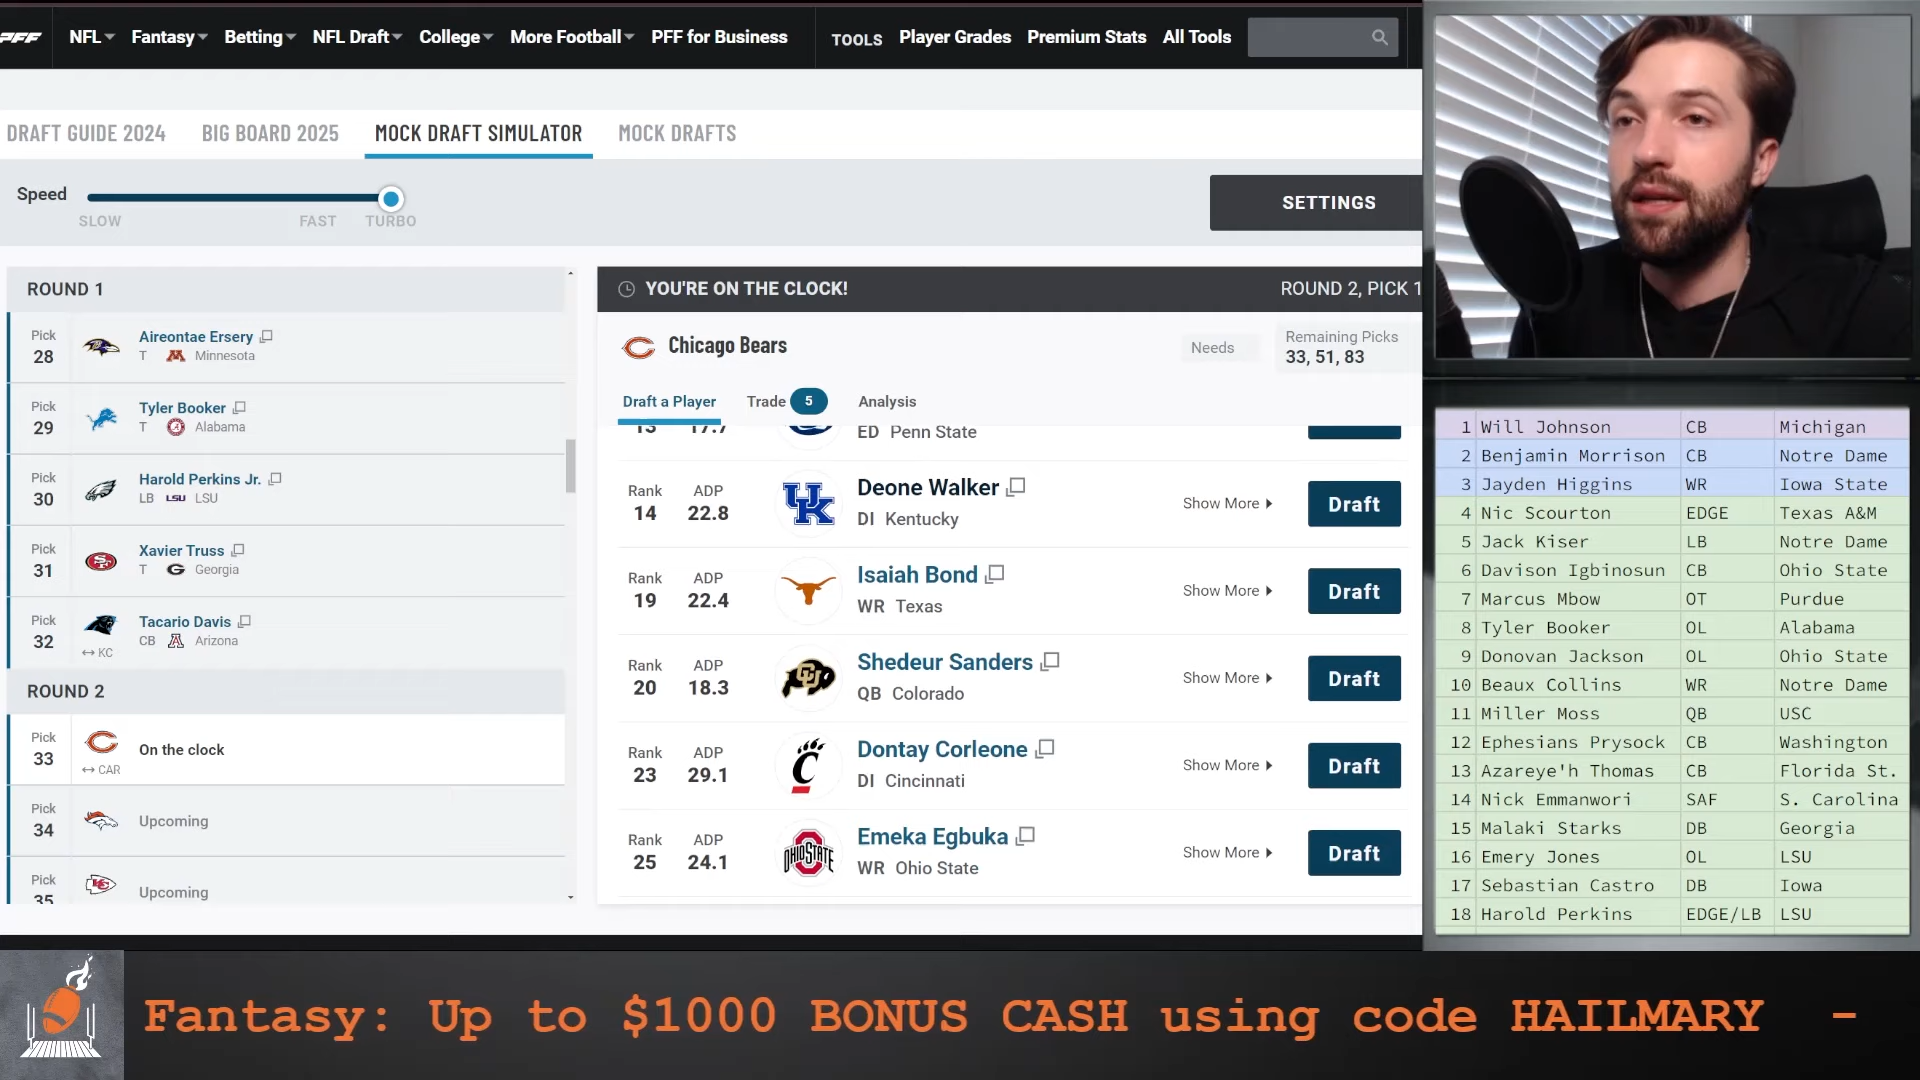 PFF NFL Fantasy Betting NFL Draft College More Football PFF for Business TOOLS Player Grades Premium Stats All Tools
DRAFT GUIDE 2024 BIG BOARD 2025 MOCK DRAFT SIMULATOR MOCK DRAFTS
Speed
SLOW FAST TURBO
SETTINGS
ROUND 1
Pick 28 Aireontae Ersery
T Minnesota
Pick 29 Tyler Booker
T Alabama
Pick 30 Harold Perkins Jr.
LB LSU LSU
Pick 31 Xavier Truss
T Georgia
Pick 32 Tacario Davis
↔ KC CB Arizona
ROUND 2
Pick 33 On the clock
↔ CAR
Pick 34 Upcoming
Pick 35 Upcoming
YOU'RE ON THE CLOCK! ROUND 2, PICK 1
Chicago Bears Needs Remaining Picks
33, 51, 83
Draft a Player Trade 5 Analysis
13 17.7 ED Penn State
Rank 14 ADP 22.8 Deone Walker Show More Draft
DI Kentucky
Rank 19 ADP 22.4 Isaiah Bond Show More Draft
WR Texas
Rank 20 ADP 18.3 Shedeur Sanders Show More Draft
QB Colorado
Rank 23 ADP 29.1 Dontay Corleone Show More Draft
DI Cincinnati
Rank 25 ADP 24.1 Emeka Egbuka Show More Draft
OHIO STATE WR Ohio State
1 Will Johnson CB Michigan
2 Benjamin Morrison CB Notre Dame
3 Jayden Higgins WR Iowa State
4 Nic Scourton EDGE Texas A&M
5 Jack Kiser LB Notre Dame
6 Davison Igbinosun CB Ohio State
7 Marcus Mbow OT Purdue
8 Tyler Booker OL Alabama
9 Donovan Jackson OL Ohio State
10 Beaux Collins WR Notre Dame
11 Miller Moss QB USC
12 Ephesians Prysock CB Washington
13 Azareye'h Thomas CB Florida St.
14 Nick Emmanwori SAF S. Carolina
15 Malaki Starks DB Georgia
16 Emery Jones OL LSU
17 Sebastian Castro DB Iowa
18 Harold Perkins EDGE/LB LSU
Fantasy: Up to $1000 BONUS CASH using code HAILMARY -